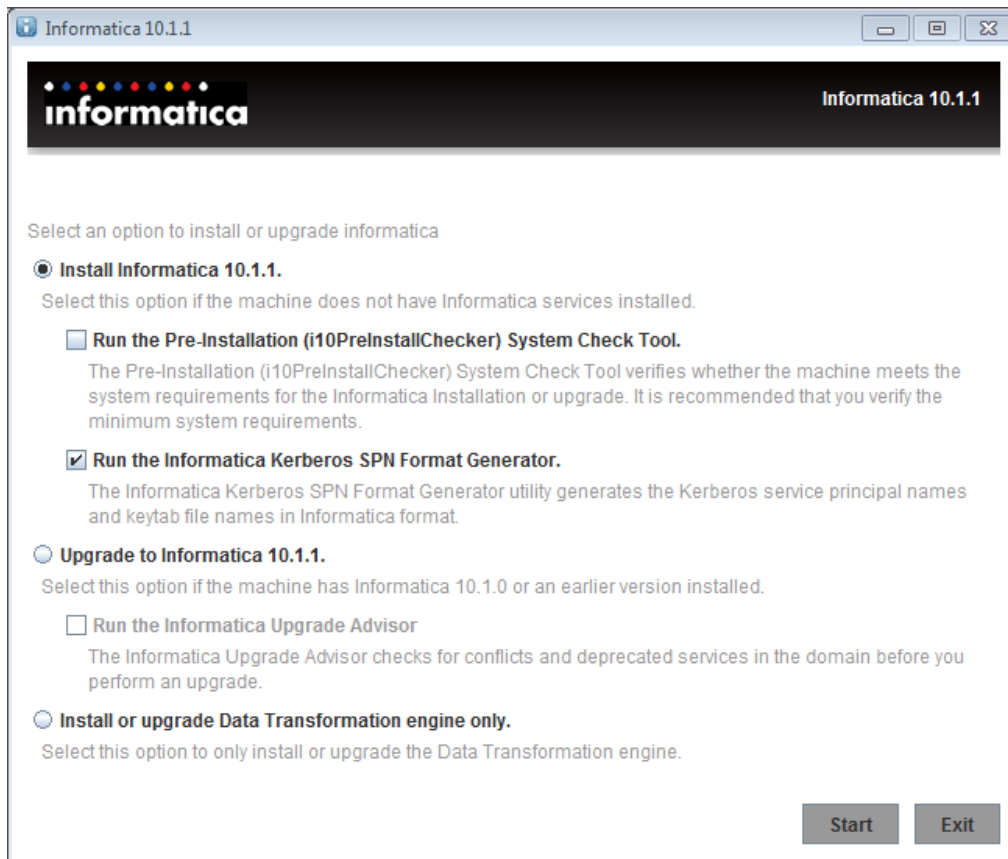 Informatica 10.1.1
informatica
Informatica 10.1.1
Select an option to install or upgrade informatica
Install Informatica 10.1.1.
Select this option if the machine does not have Informatica services installed.
Run the Pre-Installation (i10PreInstallChecker) System Check Tool.
The Pre-Installation (i10PreInstallChecker) System Check Tool verifies whether the machine meets the
system requirements for the Informatica Installation or upgrade. It is recommended that you verify the
minimum system requirements.
Run the Informatica Kerberos SPN Format Generator.
The Informatica Kerberos SPN Format Generator utility generates the Kerberos service principal names
and keytab file names in Informatica format.
Upgrade to Informatica 10.1.1.
Select this option if the machine has Informatica 10.1.0 or an earlier version installed.
Run the Informatica Upgrade Advisor
The Informatica Upgrade Advisor checks for conflicts and deprecated services in the domain before you
perform an upgrade.
Install or upgrade Data Transformation engine only.
Select this option to only install or upgrade the Data Transformation engine.
Start Exit